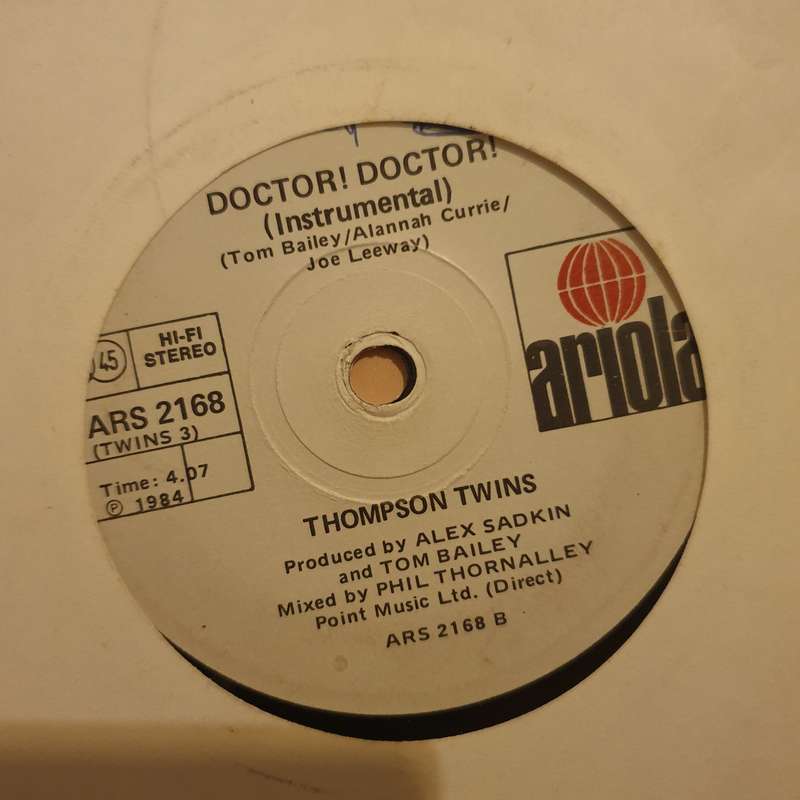 DOCTOR! DOCTOR!
(Instrumental)
(Tom Bailey/Alannah Currie/
Joe Leeway)
45
HI-FI
STEREO
ARS 2168
(TWINS 3)
Time: 4.07
℗ 1984
ariola
THOMPSON TWINS
Produced by ALEX SADKIN
and TOM BAILEY
Mixed by PHIL THORNALLEY
Point Music Ltd. (Direct)
ARS 2168 B